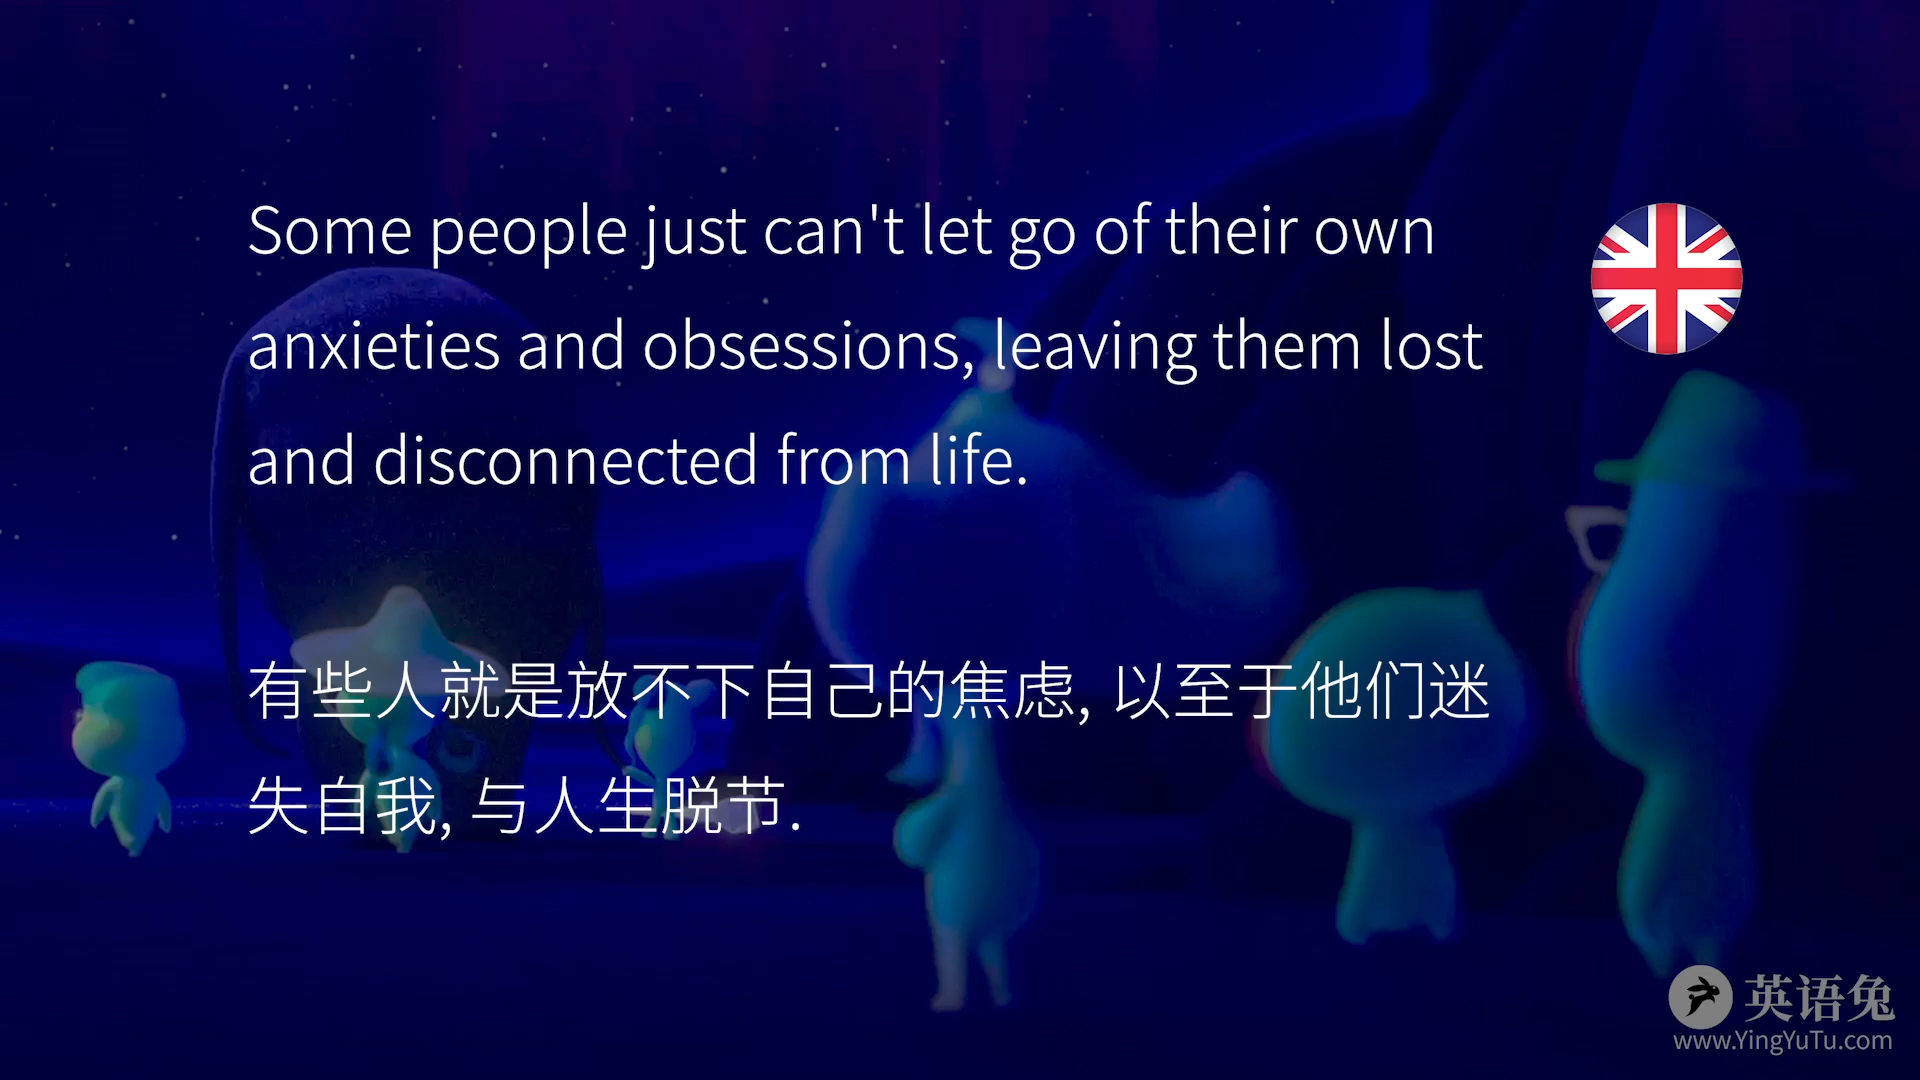 Some people just can't let go of their own
anxieties and obsessions, leaving them lost
and disconnected from life.
有些人就是放不下自己的焦虑, 以至于他们迷
失自我, 与人生脱节.
英语兔
www.YingYuTu.com